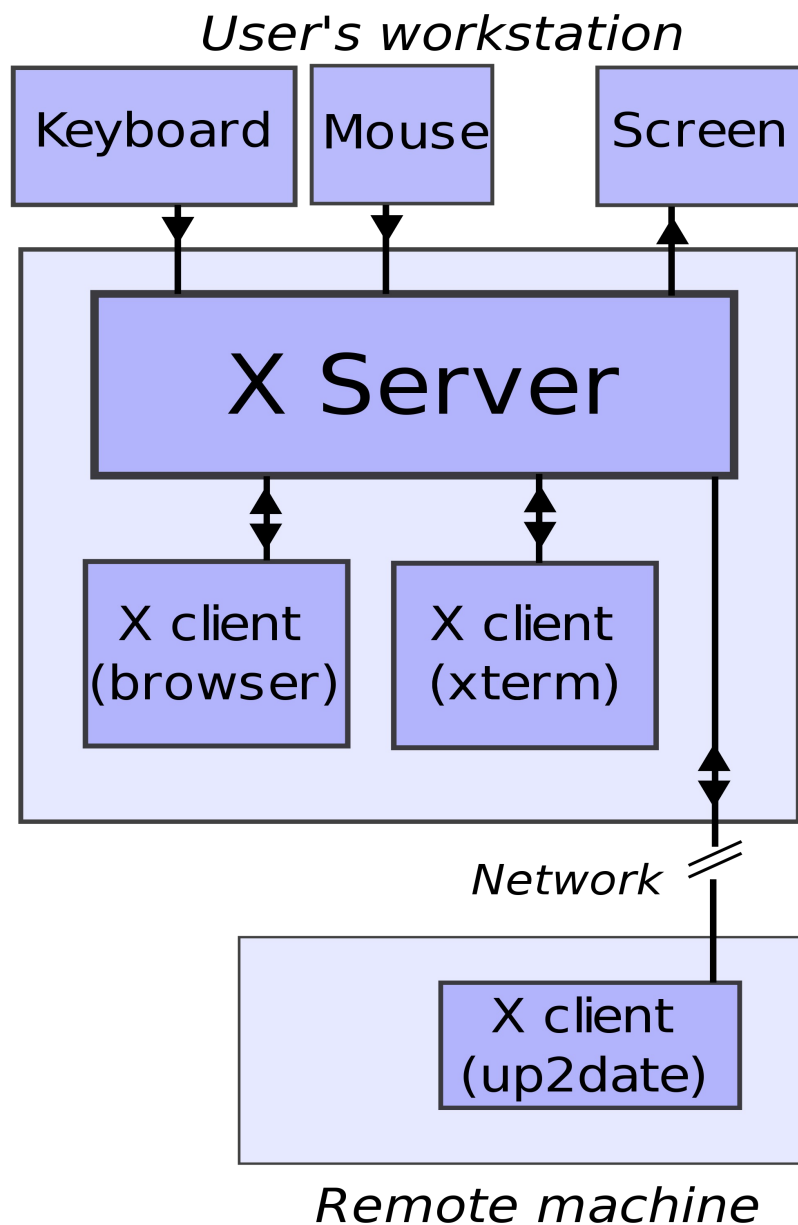 User's workstation
Keyboard
Mouse
Screen
X Server
X client
(browser)
X client
(xterm)
Network
X client
(up2date)
Remote machine